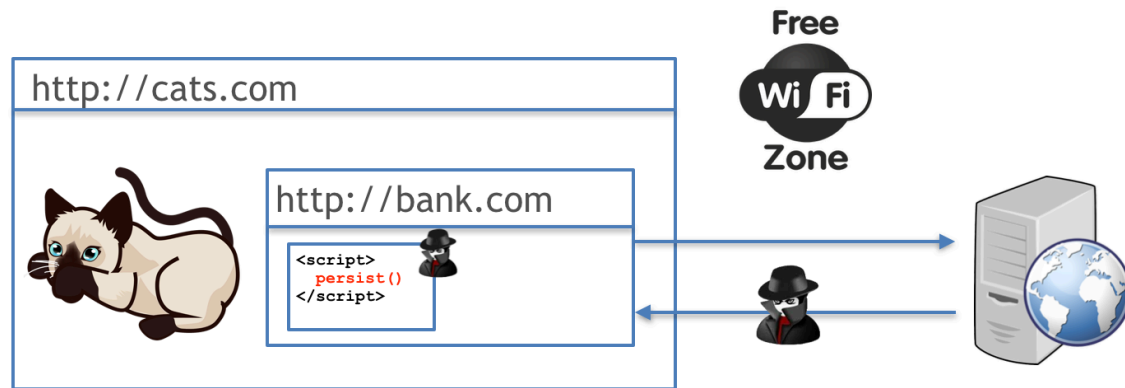 Free
Wi Fi
Zone
http://cats.com
http://bank.com
<script>
persist()
</script>